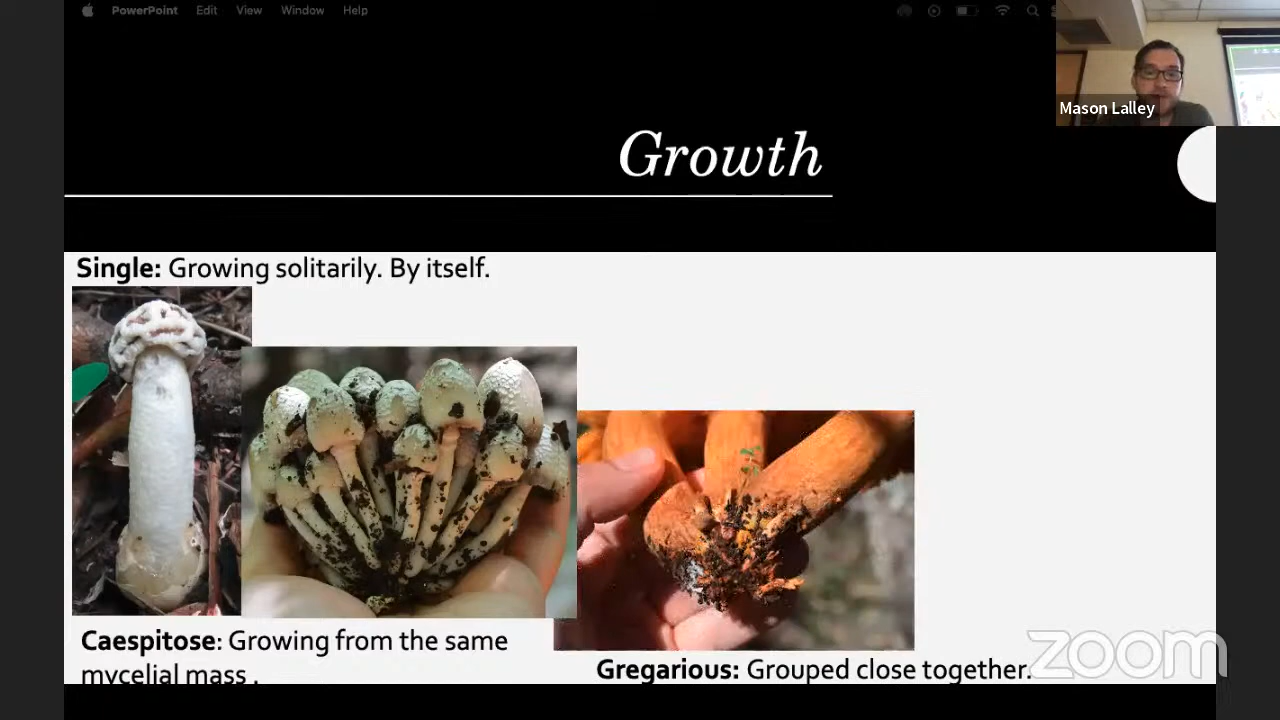 PowerPoint Edit View Window Help
Mason Lalley
Growth
Single: Growing solitarily. By itself.
Caespitose: Growing from the same
mycelial mass .
Gregarious: Grouped close together.
zoom